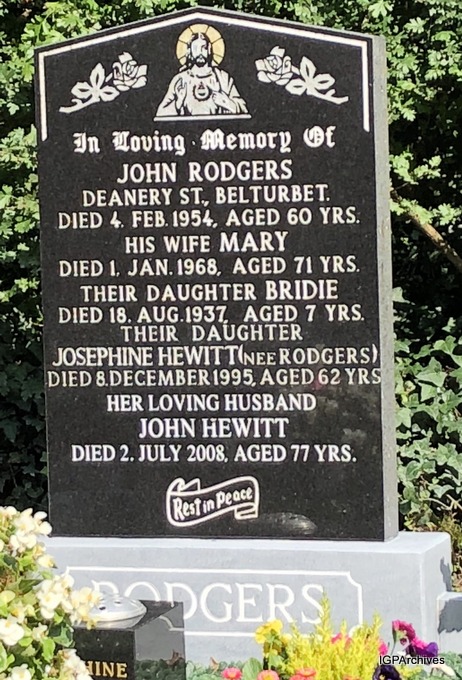 In Loving Memory Of
JOHN RODGERS
DEANERY ST., BELTURBET.
DIED 4. FEB. 1954, AGED 60 YRS.
HIS WIFE MARY
DIED 1. JAN. 1968, AGED 71 YRS.
THEIR DAUGHTER BRIDIE
DIED 18, AUG. 1937, AGED 7 YRS.
THEIR DAUGHTER
JOSEPHINE HEWITT (NEE RODGERS)
DIED 8. DECEMBER 1995, AGED 62 YRS
HER LOVING HUSBAND
JOHN HEWITT
DIED 2. JULY 2008, AGED 77 YRS.
Rest in Peace
RODGERS
IGPArchives